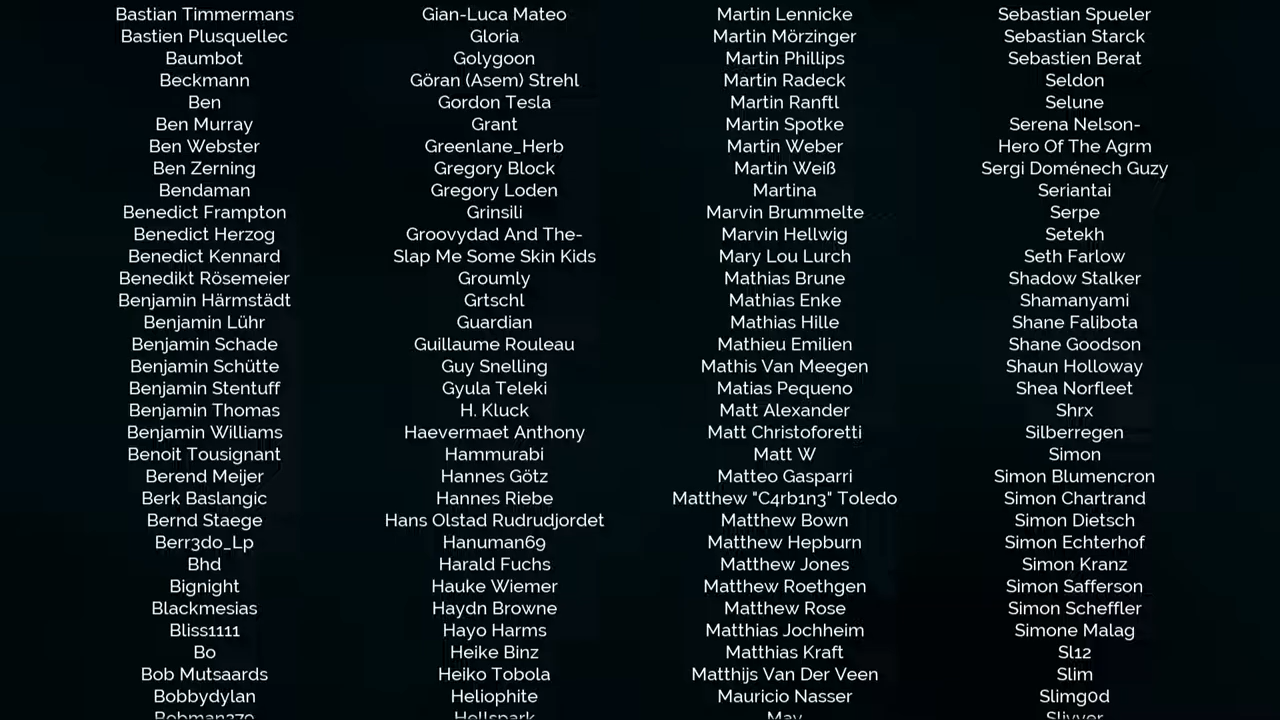 Bastian Timmermans
Bastien Plusquellec
Baumbot
Beckmann
Ben
Ben Murray
Ben Webster
Ben Zerning
Bendaman
Benedict Frampton
Benedict Herzog
Benedict Kennard
Benedikt Rösemeier
Benjamin Härmstädt
Benjamin Lühr
Benjamin Schade
Benjamin Schütte
Benjamin Stentuff
Benjamin Thomas
Benjamin Williams
Benoit Tousignant
Berend Meijer
Berk Baslangic
Bernd Staege
Berr3do_Lp
Bhd
Bignight
Blackmesias
Bliss1111
Bo
Bob Mutsaards
Bobbydylan
Bobman270
Gian-Luca Mateo
Gloria
Golygoon
Göran (Asem) Strehl
Gordon Tesla
Grant
Greenlane_Herb
Gregory Block
Gregory Loden
Grinsili
Groovydad And The-
Slap Me Some Skin Kids
Groumly
Grtschl
Guardian
Guillaume Rouleau
Guy Snelling
Gyula Teleki
H. Kluck
Haevermaet Anthony
Hammurabi
Hannes Götz
Hannes Riebe
Hans Olstad Rudrudjordet
Hanuman69
Harald Fuchs
Hauke Wiemer
Haydn Browne
Hayo Harms
Heike Binz
Heiko Tobola
Heliophite
Hellspark
Martin Lennicke
Martin Mörzinger
Martin Phillips
Martin Radeck
Martin Ranftl
Martin Spotke
Martin Weber
Martin Weiß
Martina
Marvin Brummelte
Marvin Hellwig
Mary Lou Lurch
Mathias Brune
Mathias Enke
Mathias Hille
Mathieu Emilien
Mathis Van Meegen
Matias Pequeno
Matt Alexander
Matt Christoforetti
Matt W
Matteo Gasparri
Matthew "C4rb1n3" Toledo
Matthew Bown
Matthew Hepburn
Matthew Jones
Matthew Roethgen
Matthew Rose
Matthias Jochheim
Matthias Kraft
Matthijs Van Der Veen
Mauricio Nasser
May
Sebastian Spueler
Sebastian Starck
Sebastien Berat
Seldon
Selune
Serena Nelson-
Hero Of The Agrm
Sergi Doménech Guzy
Seriantai
Serpe
Setekh
Seth Farlow
Shadow Stalker
Shamanyami
Shane Falibota
Shane Goodson
Shaun Holloway
Shea Norfleet
Shrx
Silberregen
Simon
Simon Blumencron
Simon Chartrand
Simon Dietsch
Simon Echterhof
Simon Kranz
Simon Safferson
Simon Scheffler
Simone Malag
Sl12
Slim
Slimg0d